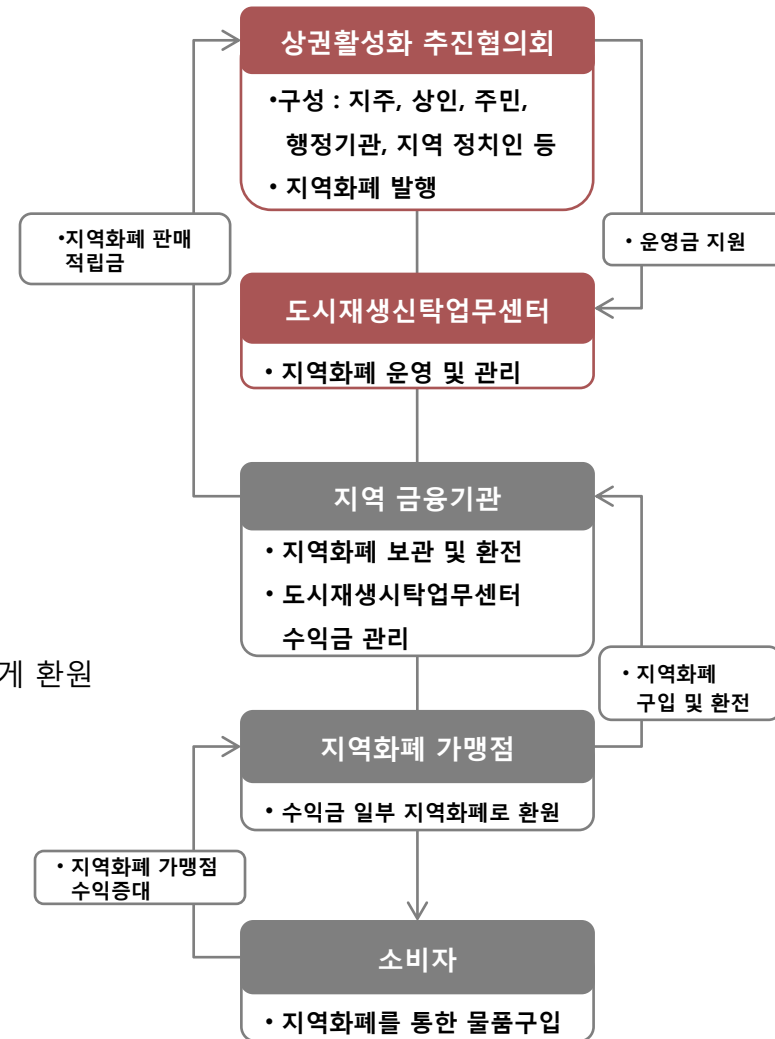 상권활성화 추진협의회
•구성 : 지주, 상인, 주민,
행정기관, 지역 정치인 등
• 지역화폐 발행
•지역화폐 판매
적립금
• 운영금 지원
도시재생신탁업무센터
• 지역화폐 운영 및 관리
지역 금융기관
• 지역화폐 보관 및 환전
• 도시재생시탁업무센터
수익금 관리
게 환원
• 지역화폐
구입 및 환전
지역화폐 가맹점
• 수익금 일부 지역화폐로 환원
• 지역화폐 가맹점
수익증대
소비자
• 지역화폐를 통한 물품구입